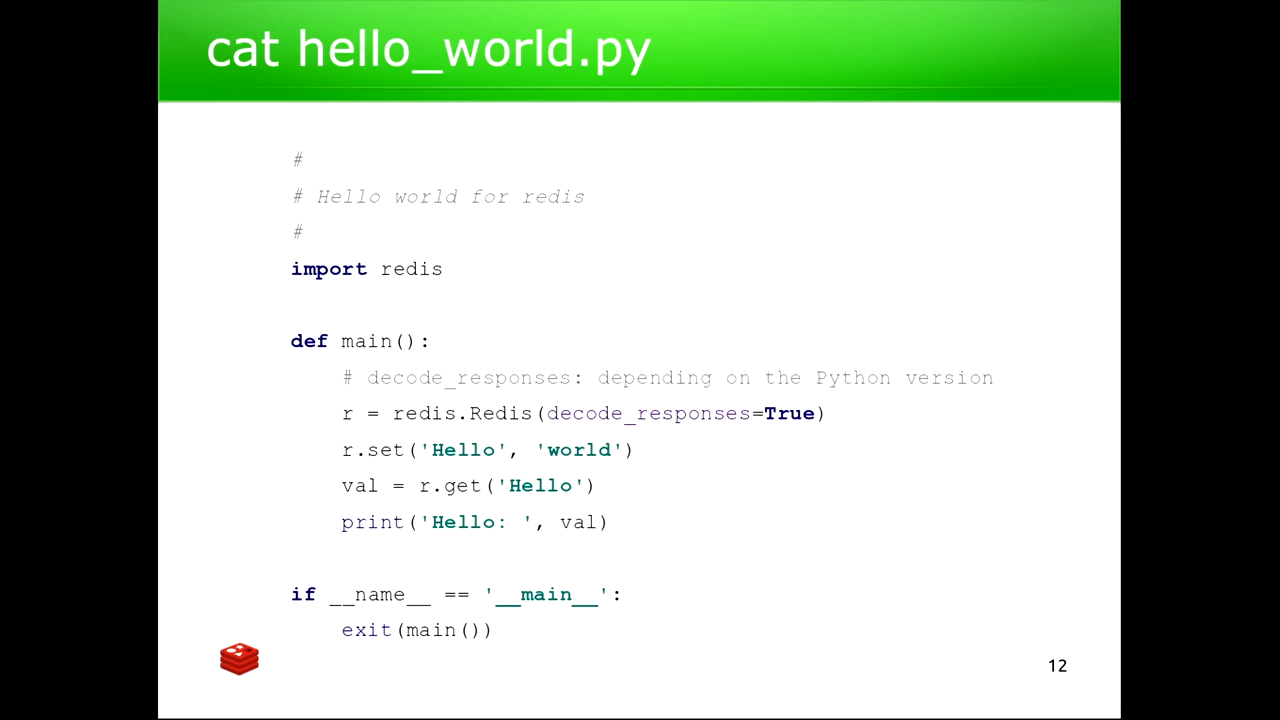 cat hello_world.py
#
# Hello world for redis
#
import redis
def main():
    # decode_responses: depending on the Python version
    r = redis.Redis(decode_responses=True)
    r.set('Hello', 'world')
    val = r.get('Hello')
    print('Hello: ', val)
if __name__ == '__main__':
    exit(main())
12